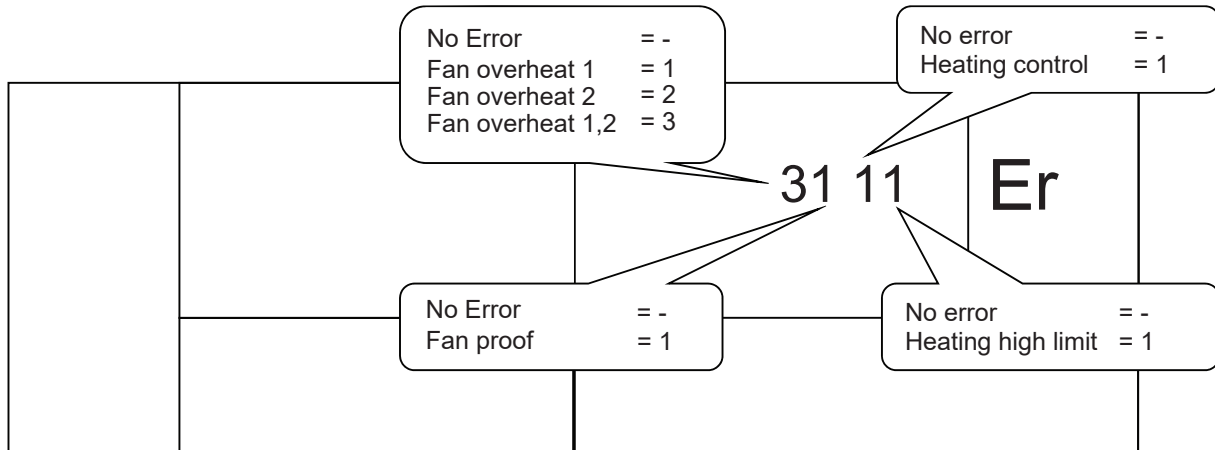 No Error = -
Fan overheat 1 = 1
Fan overheat 2 = 2
Fan overheat 1,2 = 3
No error = -
Heating control = 1
31 11
Er
No Error = -
Fan proof = 1
No error = -
Heating high limit = 1